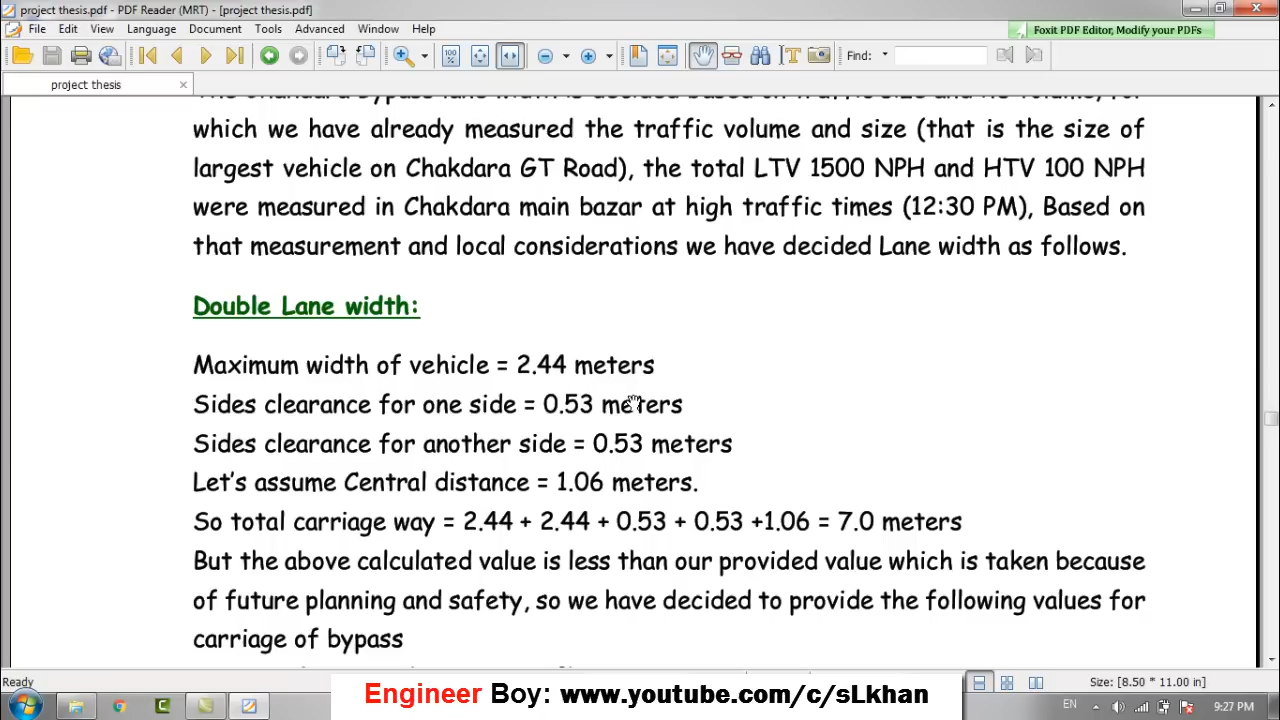 project thesis.pdf - PDF Reader (MRT) - [project thesis.pdf]
File Edit View Language Document Tools Advanced Window Help
Foxit PDF Editor, Modify your PDFs
Find:
project thesis
which we have already measured the traffic volume and size (that is the size of
largest vehicle on Chakdara GT Road), the total LTV 1500 NPH and HTV 100 NPH
were measured in Chakdara main bazar at high traffic times (12:30 PM), Based on
that measurement and local considerations we have decided Lane width as follows.
Double Lane width:
Maximum width of vehicle = 2.44 meters
Sides clearance for one side = 0.53 meters
Sides clearance for another side = 0.53 meters
Let's assume Central distance = 1.06 meters.
So total carriage way = 2.44 + 2.44 + 0.53 + 0.53 +1.06 = 7.0 meters
But the above calculated value is less than our provided value which is taken because
of future planning and safety, so we have decided to provide the following values for
carriage of bypass
Ready
Size: [8.50 * 11.00 in]
Engineer Boy: www.youtube.com/c/sLkhan
EN
9:27 PM